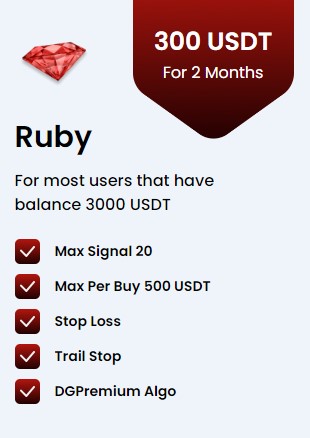 300 USDT
For 2 Months
Ruby
For most users that have
balance 3000 USDT
Max Signal 20
Max Per Buy 500 USDT
Stop Loss
Trail Stop
DGPremium Algo